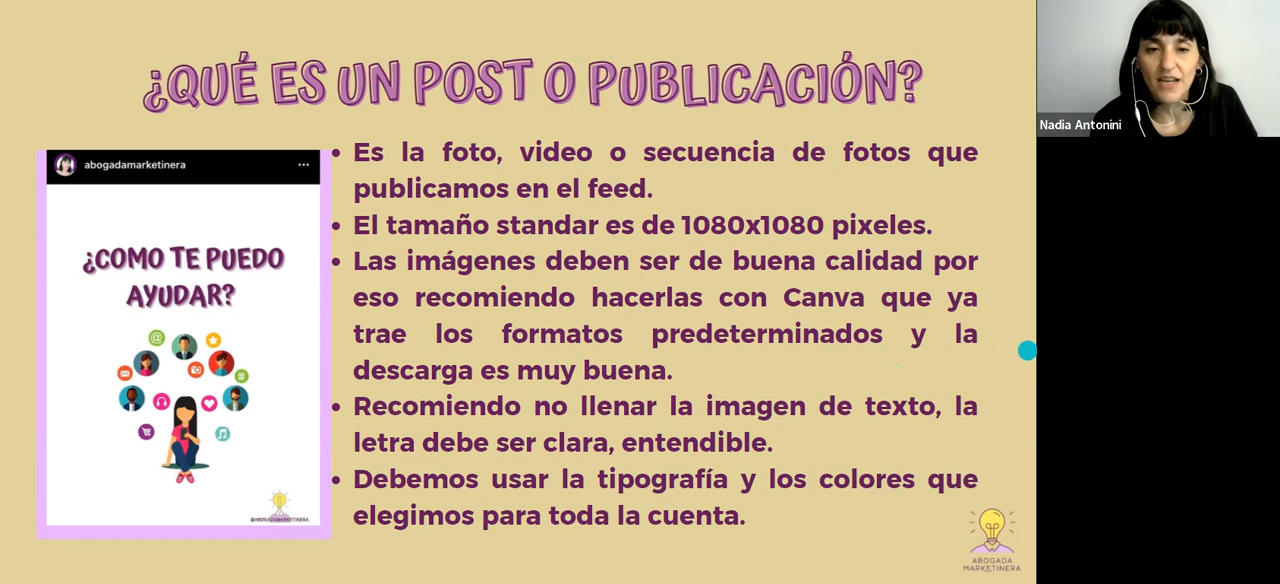 ¿QUÉ ES UN POST O PUBLICACIÓN?
abogadamarketinera
¿COMO TE PUEDO
AYUDAR?
@ABOGADAMARKETINERA
• Es la foto, video o secuencia de fotos que
publicamos en el feed.
• El tamaño standar es de 1080x1080 pixeles.
• Las imágenes deben ser de buena calidad por
eso recomiendo hacerlas con Canva que ya
trae los formatos predeterminados y la
descarga es muy buena.
• Recomiendo no llenar la imagen de texto, la
letra debe ser clara, entendible.
• Debemos usar la tipografía y los colores que
elegimos para toda la cuenta.
ABOGADA
MARKETINERA
Nadia Antonini